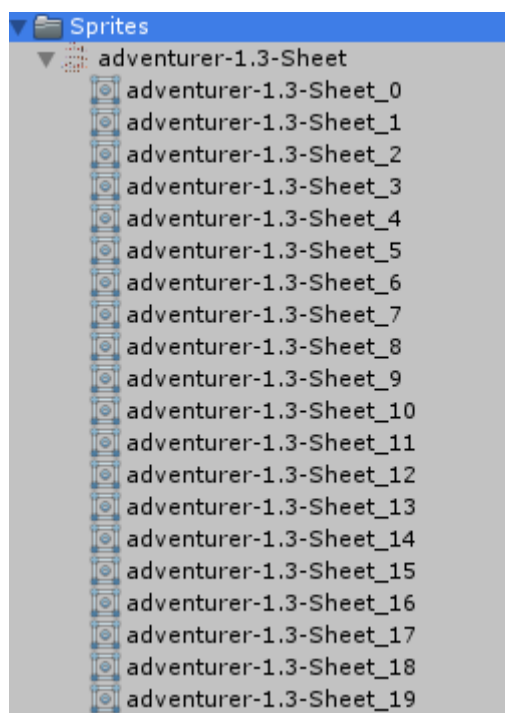 Sprites
adventurer-1.3-Sheet
adventurer-1.3-Sheet_0
adventurer-1.3-Sheet_1
adventurer-1.3-Sheet_2
adventurer-1.3-Sheet_3
adventurer-1.3-Sheet_4
adventurer-1.3-Sheet_5
adventurer-1.3-Sheet_6
adventurer-1.3-Sheet_7
adventurer-1.3-Sheet_8
adventurer-1.3-Sheet_9
adventurer-1.3-Sheet_10
adventurer-1.3-Sheet_11
adventurer-1.3-Sheet_12
adventurer-1.3-Sheet_13
adventurer-1.3-Sheet_14
adventurer-1.3-Sheet_15
adventurer-1.3-Sheet_16
adventurer-1.3-Sheet_17
adventurer-1.3-Sheet_18
adventurer-1.3-Sheet_19